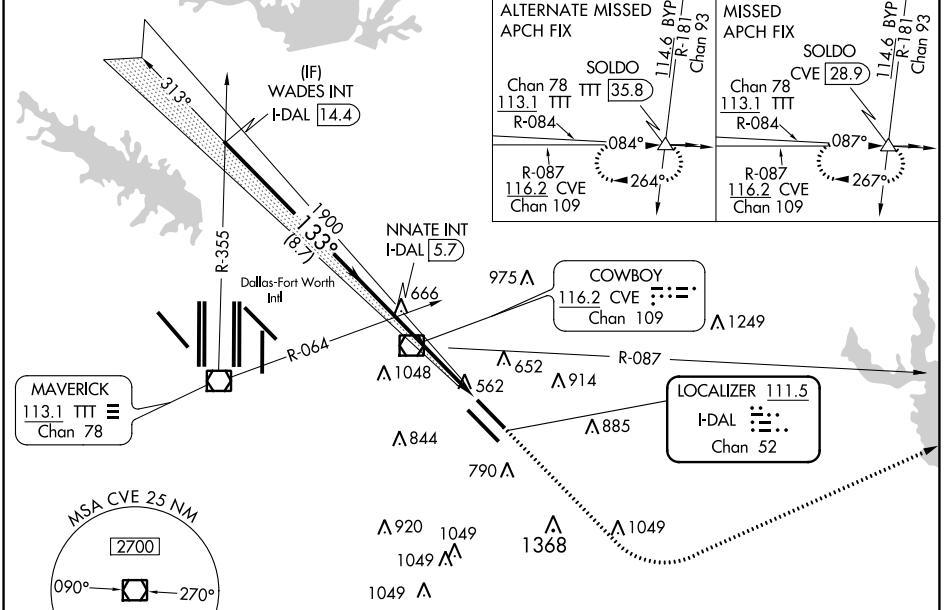 ALTERNATE MISSED
APCH FIX
114.6 BYP
R-181
Chan 93
SOLDO
TTT 35.8
Chan 78
113.1 TTT
R-084
084°
264°
R-087
116.2 CVE
Chan 109
MISSED
APCH FIX
114.6 BYP
R-181
Chan 93
SOLDO
CVE 28.9
Chan 78
113.1 TTT
R-084
087°
267°
R-087
116.2 CVE
Chan 109
313°
(IF)
WADES INT
I-DAL 14.4
1900
133°
(8.7)
NNATE INT
I-DAL 5.7
R-355
Dallas-Fort Worth
Intl
666
975
COWBOY
116.2 CVE
Chan 109
1249
R-064
R-087
652
1048
562
914
MAVERICK
113.1 TTT
Chan 78
LOCALIZER 111.5
I-DAL
Chan 52
885
844
790
MSA CVE 25 NM
2700
090°
270°
920
1049
1049
1049
1368
1049